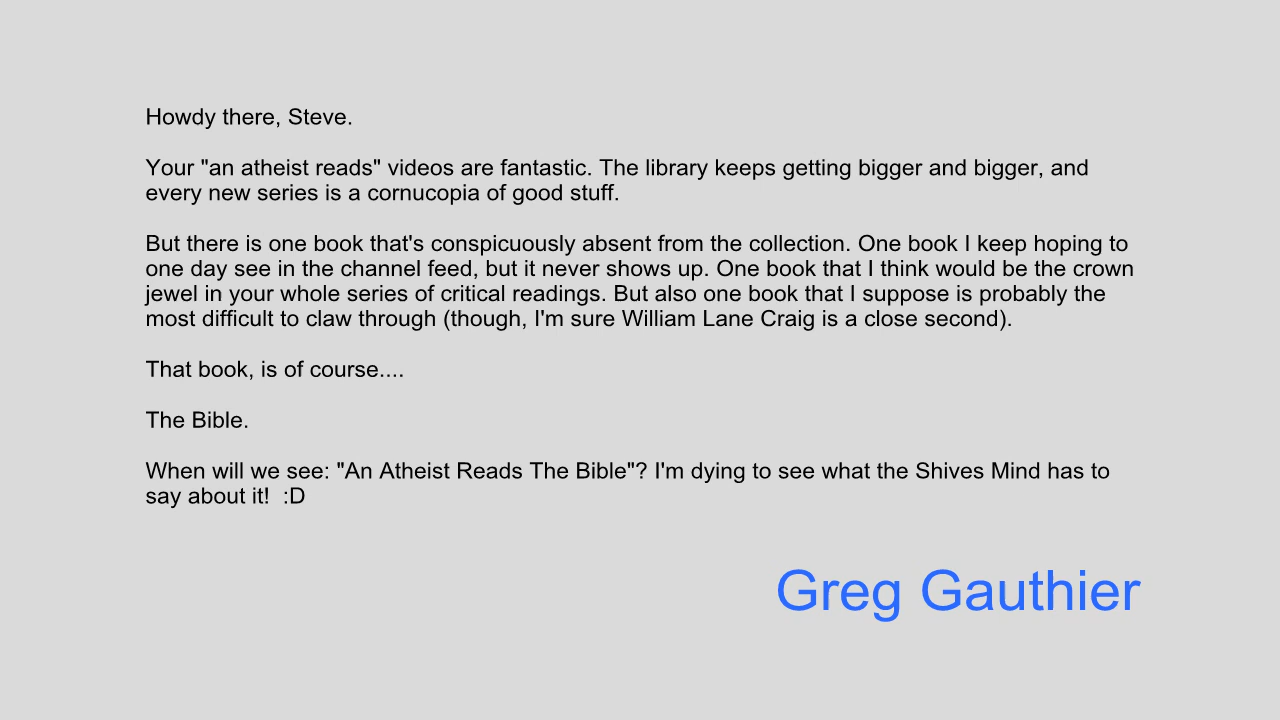 Howdy there, Steve.
Your "an atheist reads" videos are fantastic. The library keeps getting bigger and bigger, and
every new series is a cornucopia of good stuff.
But there is one book that's conspicuously absent from the collection. One book I keep hoping to
one day see in the channel feed, but it never shows up. One book that I think would be the crown
jewel in your whole series of critical readings. But also one book that I suppose is probably the
most difficult to claw through (though, I'm sure William Lane Craig is a close second).
That book, is of course....
The Bible.
When will we see: "An Atheist Reads The Bible"? I'm dying to see what the Shives Mind has to
say about it!  :D
Greg Gauthier